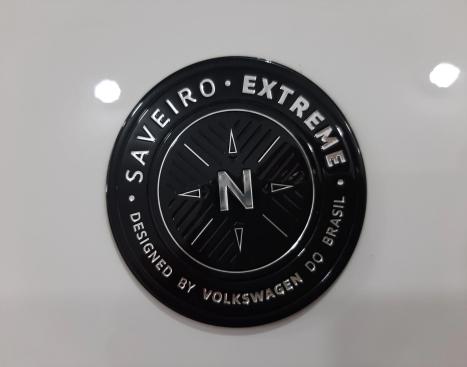 SAVEIRO · EXTREME ·
N
DESIGNED BY VOLKSWAGEN DO BRASIL ·